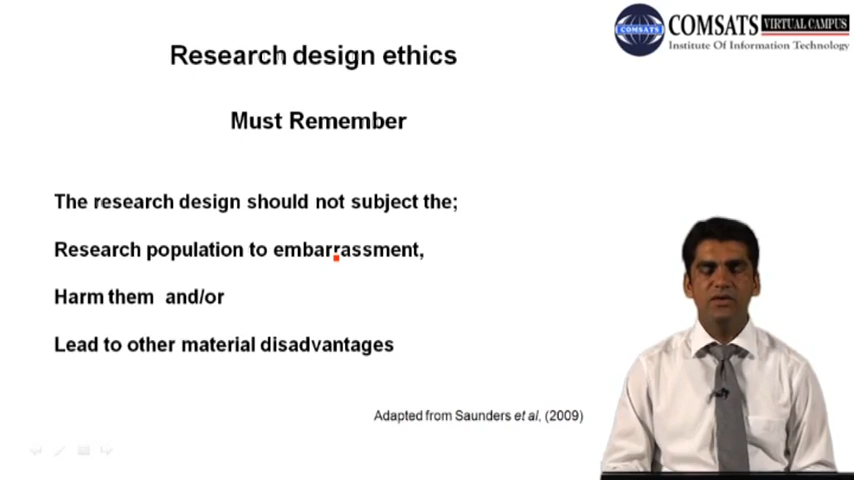 COMSATS
COMSATS VIRTUAL CAMPUS
Institute Of Information Technology
Research design ethics
Must Remember
The research design should not subject the;
Research population to embarrassment,
Harm them and/or
Lead to other material disadvantages
Adapted from Saunders et al, (2009)